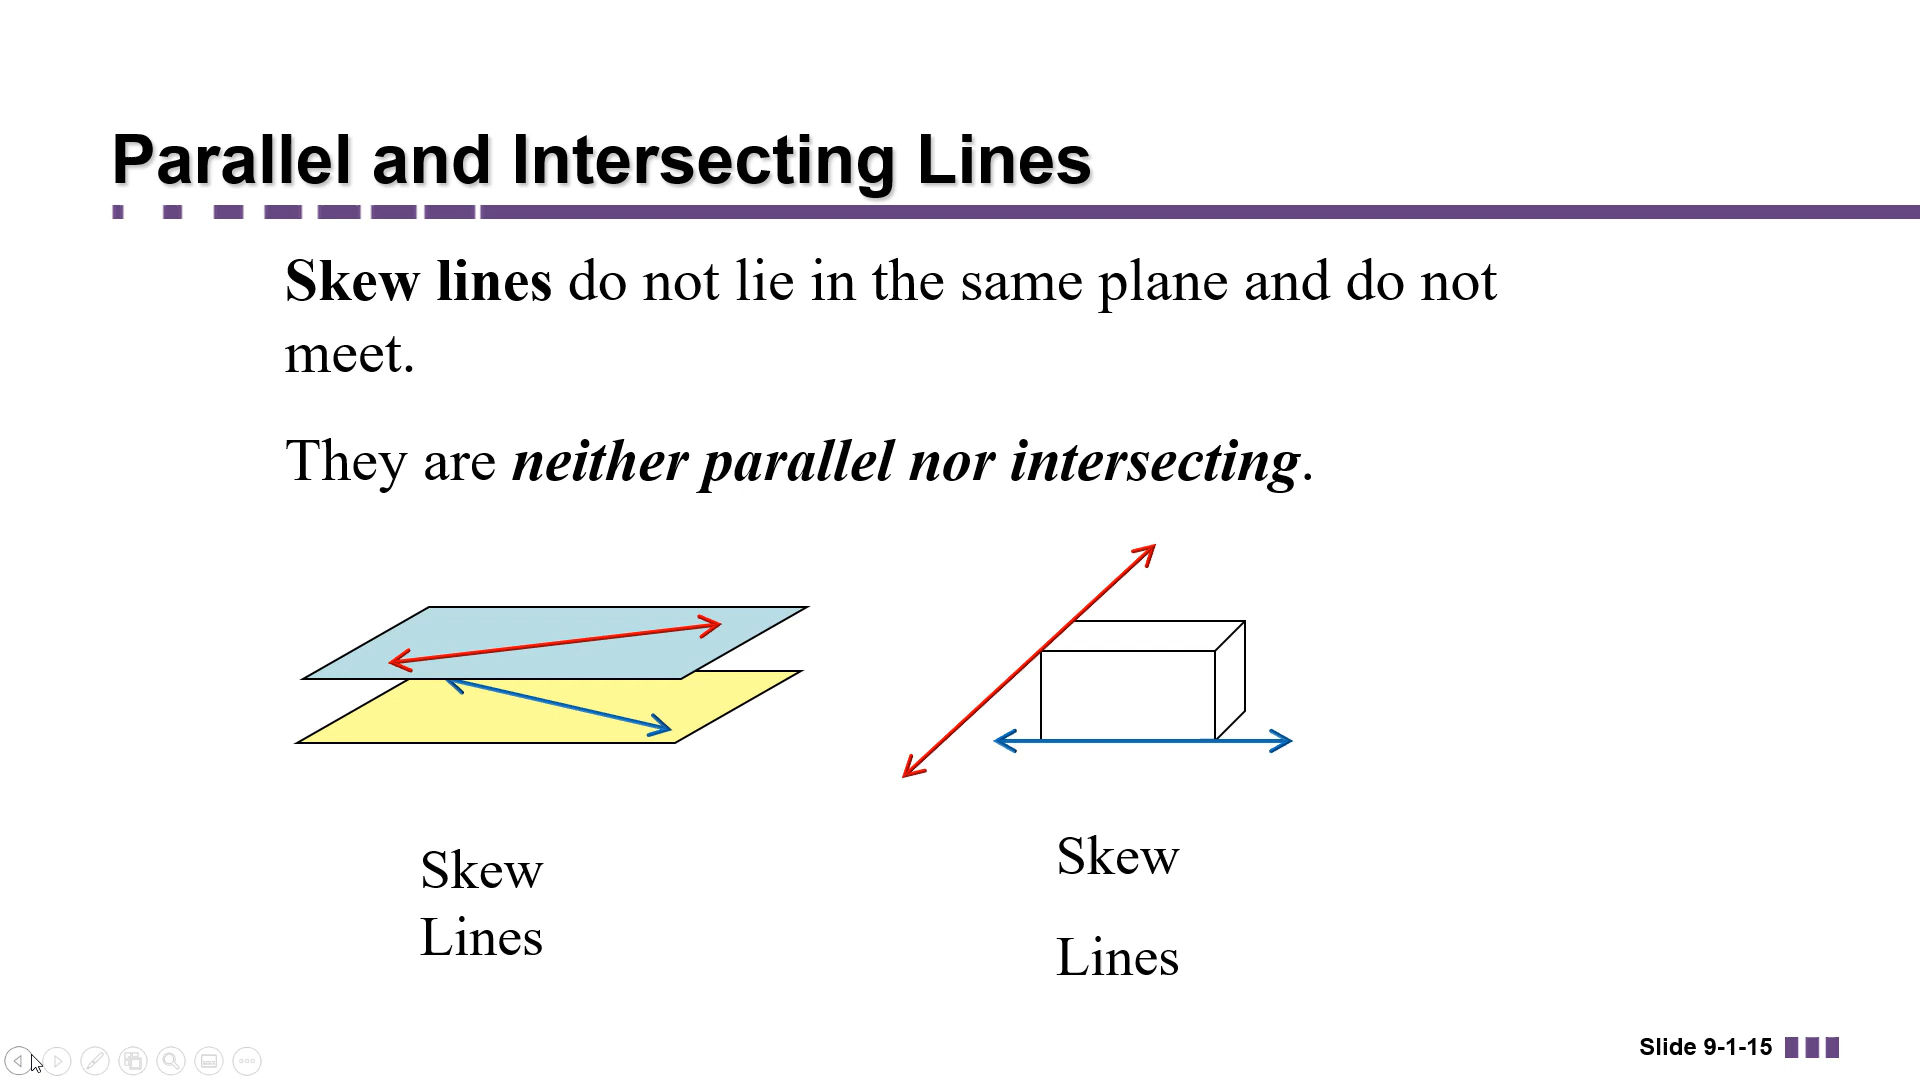 Parallel and Intersecting Lines
Skew lines do not lie in the same plane and do not
meet.
They are neither parallel nor intersecting.
Skew
Lines
Skew
Lines
Slide 9-1-15